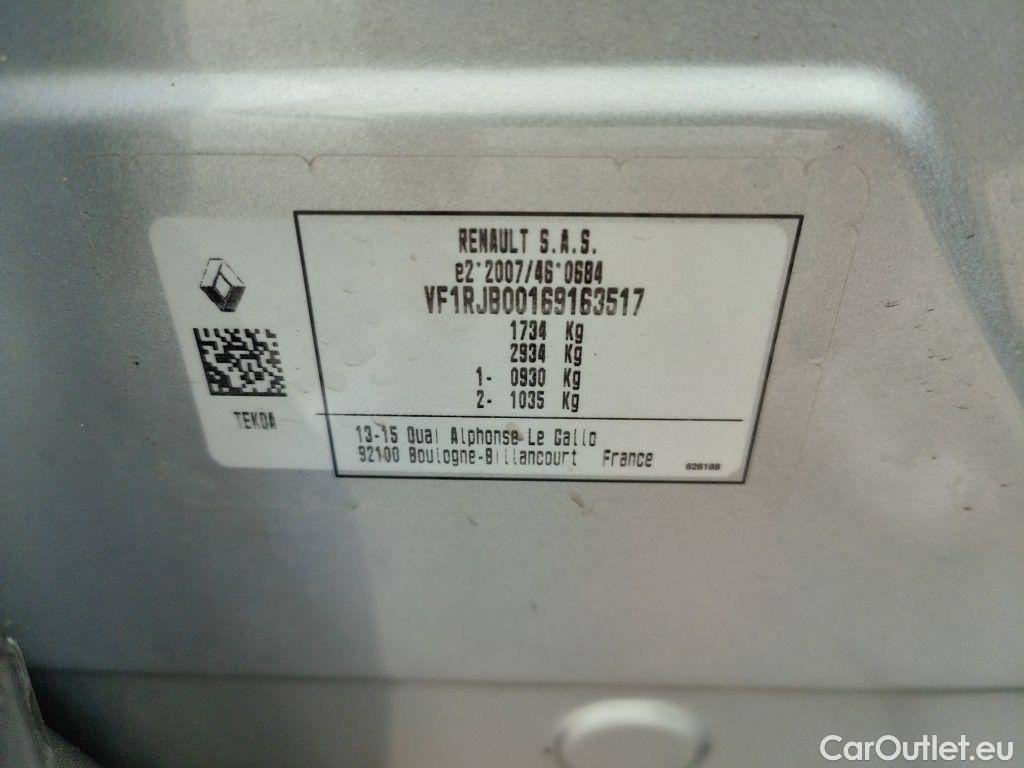 RENAULT S.A.S.
e2*2007/46*0684
VF1RJB00169163517
1734 Kg
2934 Kg
1- 0930 Kg
2- 1035 Kg
TEKDA
13-15 Quai Alphonse Le Gallo
92100 Boulogne-Billancourt France
626188
CarOutlet.eu